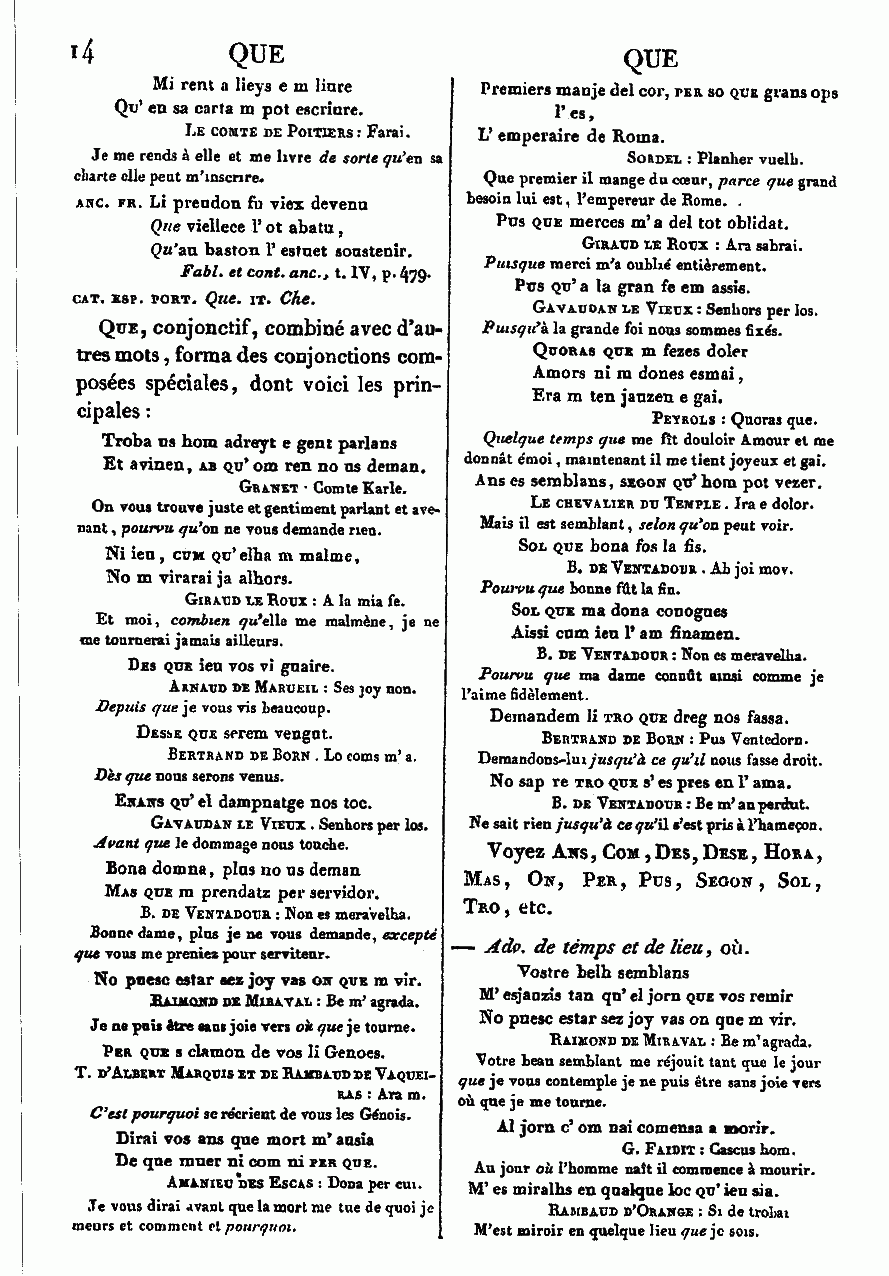 14 QUE QUE
Mi rent a lieys e m liure
Qu' en sa carta m pot escriure.
Le comte de Poitiers : Farai.
Je me rends à elle et me livre de sorte qu'en sa
charte elle peut m'inscrire.
anc. fr. Li preudon fu viex devenu
Que viellece l' ot abatu,
Qu'au baston l' estuet soustenir.
Fabl. et cont. anc., t. IV, p. 479.
cat. esp. port. Que. it. Che.
Que, conjonctif, combiné avec d'au-
tres mots, forma des conjonctions com-
posées spéciales, dont voici les prin-
cipales :
Troba us hom adreyt e gent parlans
Et avinen, ab qu' om ren no us deman.
Granet · Comte Karle.
On vous trouve juste et gentiment parlant et ave-
nant, pourvu qu'on ne vous demande rien.
Ni ieu, cum qu' elha m malme,
No m virarai ja alhors.
Giraud le Roux : A la mia fe.
Et moi, combien qu'elle me malmène, je ne
me tournerai jamais ailleurs.
Des que ieu vos vi guaire.
Arnaud de Marueil : Ses joy non.
Depuis que je vous vis beaucoup.
Desse que serem vengut.
Bertrand de Born . Lo coms m' a.
Dès que nous serons venus.
Enans qu' el dampnatge nos toc.
Gavaudan le Vieux . Senhors per los.
Avant que le dommage nous touche.
Bona domna, plus no us deman
Mas que m prendatz per servidor.
B. de Ventadour : Non es meravelha.
Bonne dame, plus je ne vous demande, excepté
que vous me preniez pour serviteur.
No puesc estar sez joy vas on que m vir.
Raimond de Miraval : Be m' agrada.
Je ne puis être sans joie vers où que je tourne.
Per que s clamon de vos li Genoes.
T. d'Albert Marquis et de Rambaud de Vaquei-
ras : Ara m.
C'est pourquoi se récrient de vous les Génois.
Dirai vos ans que mort m' ausia
De que muer ni com ni per que.
Amanieu des Escas : Dona per cui.
Je vous dirai avant que la mort me tue de quoi je
meurs et comment et pourquoi.
Premiers manje del cor, per so que grans ops
l' es,
L' emperaire de Roma.
Sordel : Planher vuelh.
Que premier il mange du cœur, parce que grand
besoin lui est, l'empereur de Rome.
Pus que merces m' a del tot oblidat.
Giraud le Roux : Ara sabrai.
Puisque merci m'a oublié entièrement.
Pus qu' a la gran fe em assis.
Gavaudan le Vieux : Senhors per los.
Puisqu'à la grande foi nous sommes fixés.
Quoras que m fezes doler
Amors ni m dones esmai,
Era m ten jauzen e gai.
Peyrols : Quoras que.
Quelque temps que me fît douloir Amour et me
donnât émoi, maintenant il me tient joyeux et gai.
Ans es semblans, segon qu' hom pot vezer.
Le chevalier du Temple . Ira e dolor.
Mais il est semblant, selon qu'on peut voir.
Sol que bona fos la fis.
B. de Ventadour . Ab joi mov.
Pourvu que bonne fût la fin.
Sol que ma dona conogues
Aissi cum ieu l' am finamen.
B. de Ventadour : Non es meravelha.
Pourvu que ma dame connût ainsi comme je
l'aime fidèlement.
Demandem li tro que dreg nos fassa.
Bertrand de Born : Pus Ventedorn.
Demandons-lui jusqu'à ce qu'il nous fasse droit.
No sap re tro que s' es pres en l' ama.
B. de Ventadour : Be m' an perdut.
Ne sait rien jusqu'à ce qu'il s'est pris à l'hameçon.
Voyez Ans, Com, Des, Dese, Hora,
Mas, On, Per, Pus, Segon, Sol,
Tro, etc.
— Adv. de temps et de lieu, où.
Vostre belh semblans
M' esjauzis tan qu' el jorn que vos remir
No puesc estar sez joy vas on que m vir.
Raimond de Miraval : Be m'agrada.
Votre beau semblant me réjouit tant que le jour
que je vous contemple je ne puis être sans joie vers
où que je me tourne.
Al jorn c' om nai comensa a morir.
G. Faidit : Cascus hom.
Au jour où l'homme naît il commence à mourir.
M' es miralhs en qualque loc qu' ieu sia.
Rambaud d'Orange : Si de trobar
M'est miroir en quelque lieu que je sois.